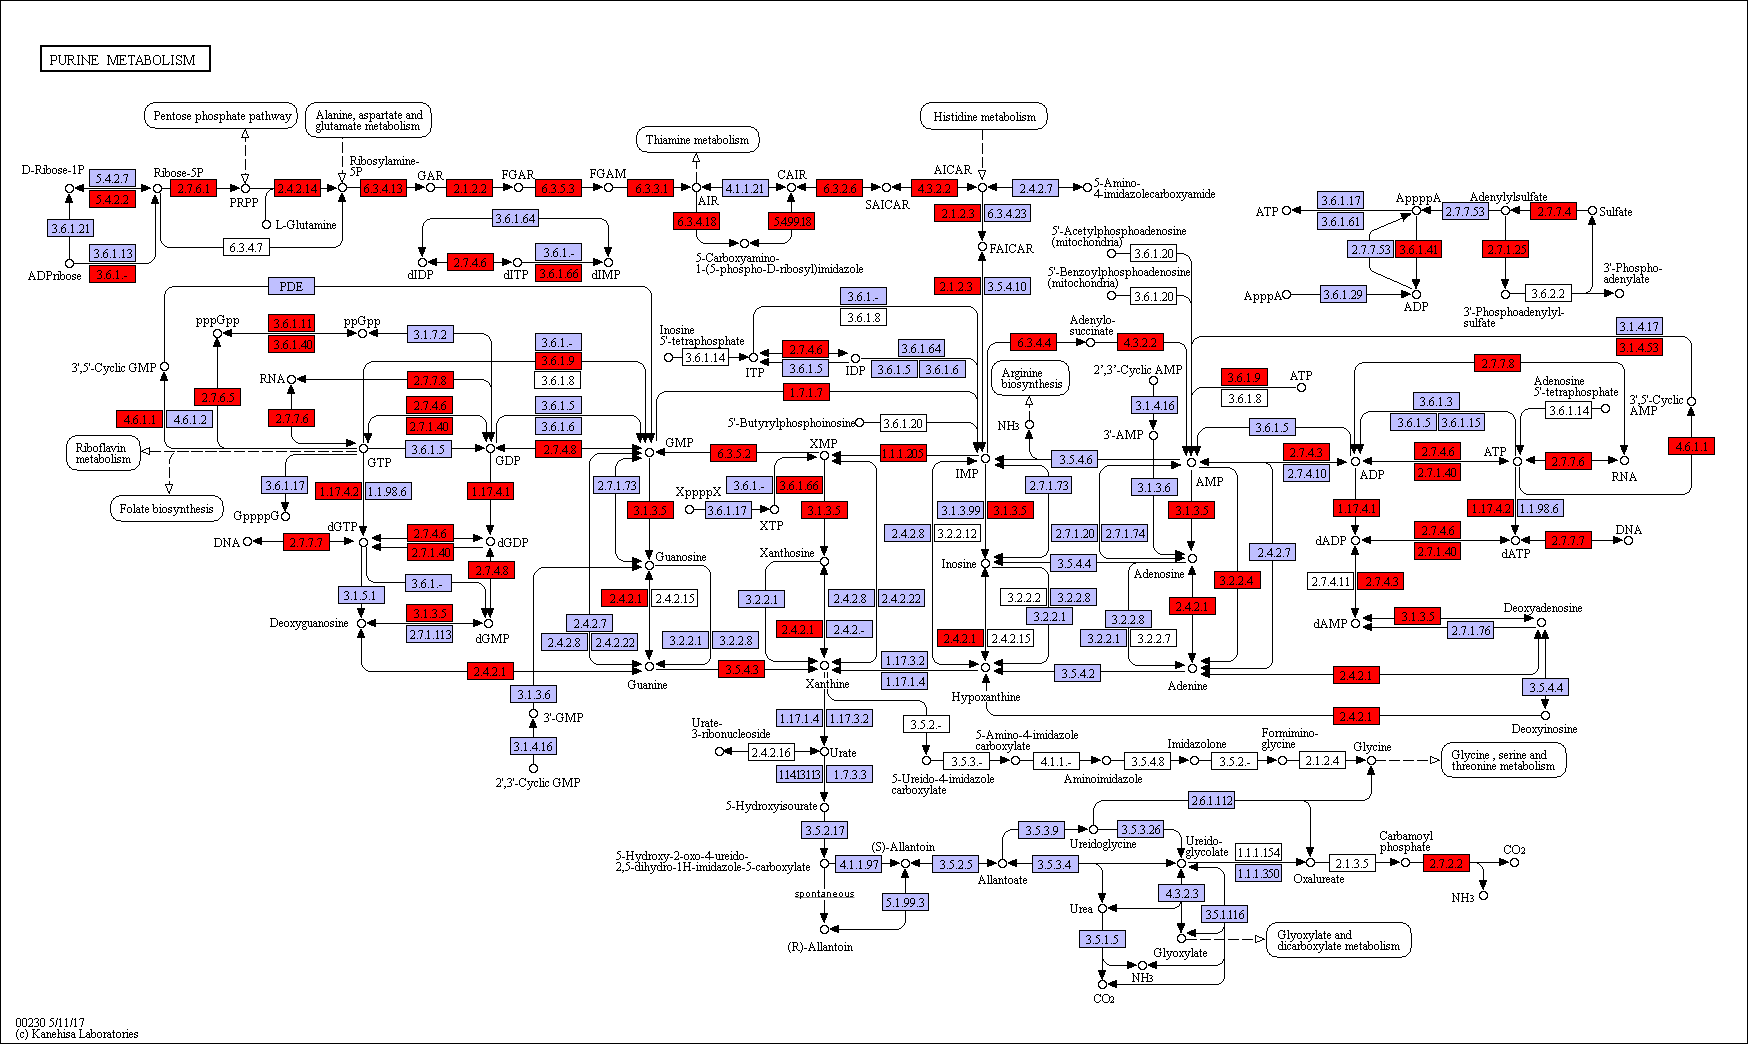 PURINE METABOLISM
Pentose phosphate pathway
Alanine, aspartate and
glutamate metabolism
Thiamine metabolism
Histidine metabolism
D-Ribose-1P
5.4.2.7
5.4.2.2
Ribose-5P
2.7.6.1
PRPP
2.4.2.14
Ribosylamine-
5P
6.3.4.13
GAR
2.1.2.2
FGAR
6.3.5.3
FGAM
6.3.3.1
AIR
4.1.1.21
CAIR
6.3.2.6
SAICAR
4.3.2.2
AICAR
2.4.2.7
5-Amino-
4-imidazolecarboxyamide
3.6.1.21
3.6.1.13
ADPribose
3.6.1.-
L-Glutamine
6.3.4.7
3.6.1.64
dIDP
2.7.4.6
dITP
3.6.1.-
3.6.1.66
dIMP
6.3.4.18
5.4.99.18
5-Carboxyamino-
1-(5-phospho-D-ribosyl)imidazole
2.1.2.3
6.3.4.23
FAICAR
2.1.2.3
3.5.4.10
5'-Acetylphosphoadenosine
(mitochondria)
3.6.1.20
5'-Benzoylphosphoadenosine
(mitochondria)
3.6.1.20
ATP
3.6.1.17
3.6.1.61
AppppA
2.7.7.53
Adenylylsulfate
2.7.7.4
Sulfate
2.7.7.53
3.6.1.41
2.7.1.25
ApppA
3.6.1.29
ADP
3.6.2.2
3'-Phospho-
adenylate
3'-Phosphoadenylyl-
sulfate
PDE
pppGpp
3.6.1.11
3.6.1.40
ppGpp
3.1.7.2
3.6.1.-
3.6.1.9
3.6.1.8
3',5'-Cyclic GMP
RNA
2.7.7.8
2.7.6.5
2.7.7.6
4.6.1.1
4.6.1.2
2.7.4.6
2.7.1.40
3.6.1.5
3.6.1.6
Riboflavin
metabolism
GTP
3.6.1.5
GDP
2.7.4.8
GMP
Folate biosynthesis
3.6.1.17
GppppG
1.17.4.2
1.1.98.6
1.17.4.1
Inosine
5'-tetraphosphate
3.6.1.14
3.6.1.-
3.6.1.8
ITP
2.7.4.6
3.6.1.5
IDP
3.6.1.64
3.6.1.5
3.6.1.6
1.7.1.7
5'-Butyrylphosphoinosine
3.6.1.20
6.3.5.2
XMP
1.1.1.205
IMP
6.3.4.4
Adenylo-
succinate
4.3.2.2
Arginine
biosynthesis
NH3
2',3'-Cyclic AMP
3.1.4.16
3'-AMP
3.5.4.6
AMP
3.6.1.9
3.6.1.8
ATP
3.6.1.5
2.7.4.3
2.7.4.10
ADP
2.7.7.8
3.6.1.3
3.6.1.5
3.6.1.15
2.7.4.6
2.7.1.40
ATP
Adenosine
5'-tetraphosphate
3.6.1.14
3.1.4.17
3.1.4.53
3',5'-Cyclic
AMP
4.6.1.1
2.7.7.6
RNA
DNA
2.7.7.7
dGTP
2.7.4.6
2.7.1.40
dGDP
2.7.4.8
3.6.1.-
3.1.5.1
Deoxyguanosine
3.1.3.5
2.7.1.113
dGMP
2.4.2.1
3.1.3.6
3'-GMP
3.1.4.16
2',3'-Cyclic GMP
2.7.1.73
3.1.3.5
Guanosine
2.4.2.1
2.4.2.15
2.4.2.7
2.4.2.8
2.4.2.22
3.2.2.1
3.2.2.8
Guanine
3.5.4.3
XppppX
3.6.1.17
3.6.1.-
3.6.1.66
XTP
3.1.3.5
Xanthosine
3.2.2.1
2.4.2.8
2.4.2.22
2.4.2.1
2.4.2.-
Xanthine
1.17.3.2
1.17.1.4
2.4.2.8
3.1.3.99
3.1.3.5
3.2.2.12
2.7.1.73
Inosine
3.2.2.2
3.2.2.8
3.2.2.1
2.4.2.1
2.4.2.15
Hypoxanthine
2.7.1.20
2.7.1.74
3.1.3.6
3.1.3.5
3.5.4.4
Adenosine
3.2.2.4
2.4.2.7
2.4.2.1
3.2.2.8
3.2.2.1
3.2.2.7
3.5.4.2
Adenine
1.17.4.1
1.17.4.2
1.1.98.6
dADP
2.7.4.6
2.7.1.40
dATP
2.7.7.7
DNA
2.7.4.11
2.7.4.3
dAMP
3.1.3.5
2.7.1.76
Deoxyadenosine
2.4.2.1
3.5.4.4
2.4.2.1
Deoxyinosine
1.17.1.4
1.17.3.2
Urate-
3-ribonucleoside
2.4.2.16
Urate
1.14.13.113
1.7.3.3
5-Hydroxyisourate
3.5.2.17
5-Hydroxy-2-oxo-4-ureido-
2,5-dihydro-1H-imidazole-5-carboxylate
4.1.1.97
(S)-Allantoin
spontaneous
5.1.99.3
(R)-Allantoin
3.5.2.-
5-Ureido-4-imidazole
carboxylate
3.5.3.-
5-Amino-4-imidazole
carboxylate
4.1.1.-
Aminoimidazole
3.5.4.8
Imidazolone
3.5.2.-
Formimino-
glycine
2.1.2.4
Glycine
Glycine , serine and
threonine metabolism
2.6.1.112
3.5.2.5
Allantoate
3.5.3.9
Ureidoglycine
3.5.3.26
3.5.3.4
Ureido-
glycolate
1.1.1.154
1.1.1.350
Oxalureate
2.1.3.5
Carbamoyl
phosphate
2.7.2.2
CO2
NH3
Urea
4.3.2.3
3.5.1.116
3.5.1.5
Glyoxylate
Glyoxylate and
dicarboxylate metabolism
NH3
CO2
00230 5/11/17
(c) Kanehisa Laboratories